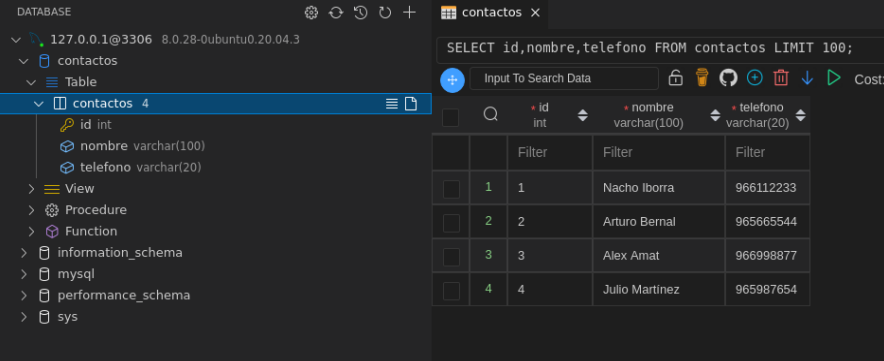 DATABASE
127.0.0.1@3306 8.0.28-0ubuntu0.20.04.3
contactos
Table
contactos 4
id int
nombre varchar(100)
telefono varchar(20)
View
Procedure
Function
information_schema
mysql
performance_schema
sys
contactos
SELECT id,nombre,telefono FROM contactos LIMIT 100;
Input To Search Data Cost:
* id * nombre * telefono
int varchar(100) varchar(20)
Filter Filter Filter
1 1 Nacho Iborra 966112233
2 2 Arturo Bernal 965665544
3 3 Alex Amat 966998877
4 4 Julio Martínez 965987654